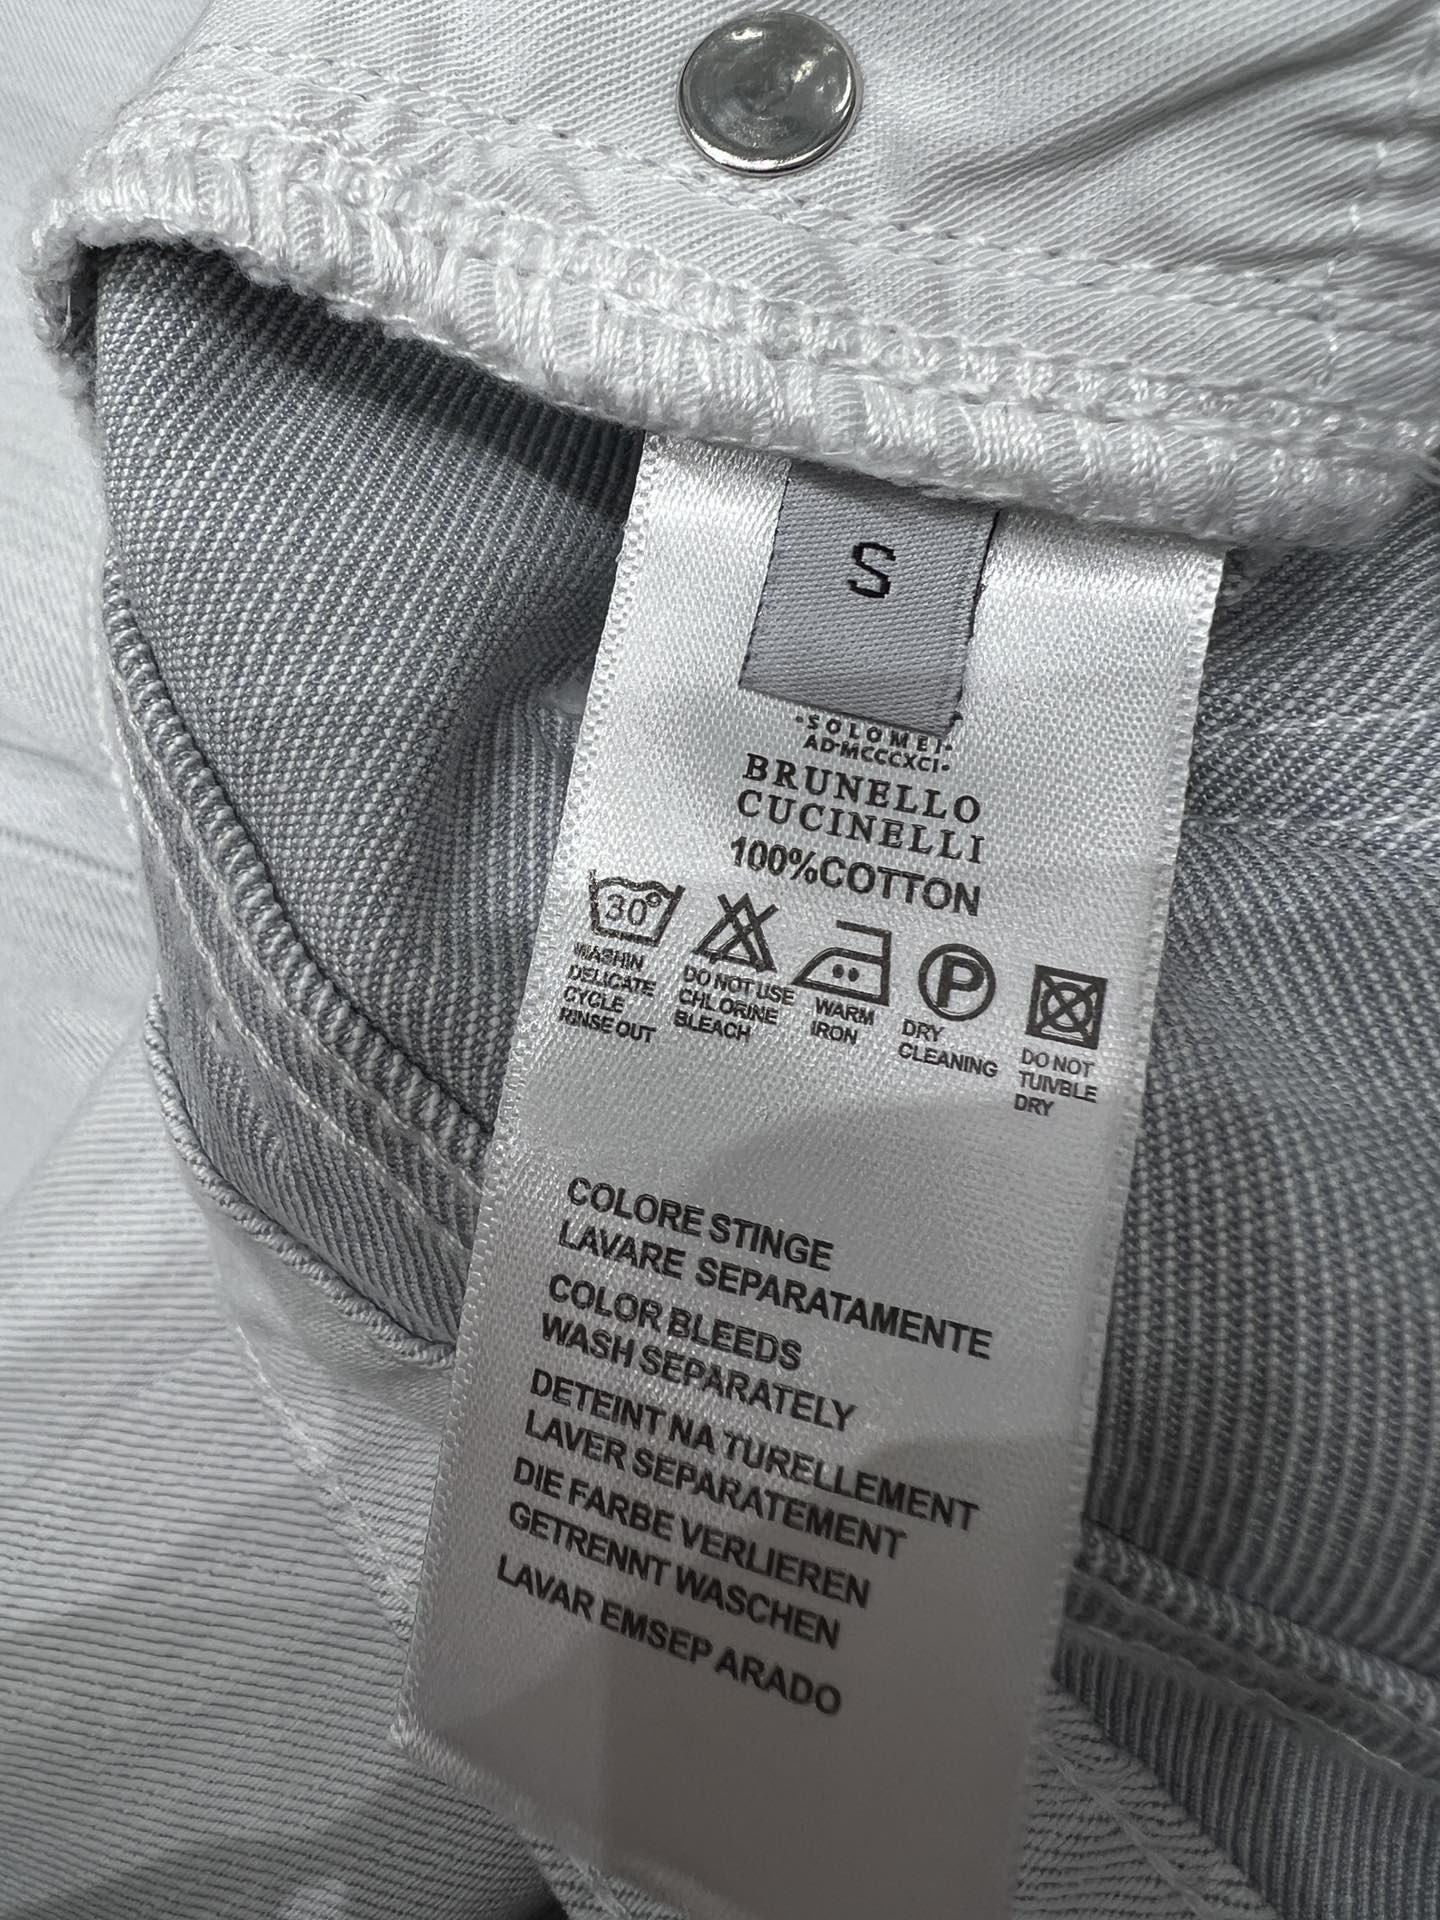 S
•SOLOMEI•
AD•MCCCXCI•
BRUNELLO
CUCINELLI
100%COTTON
30°
WASHIN
DELICATE
CYCLE
RINSE OUT
DO NOT USE
CHLORINE
BLEACH
WARM
IRON
P
DRY
CLEANING
DO NOT
TUIVBLE
DRY
COLORE STINGE
LAVARE SEPARATAMENTE
COLOR BLEEDS
WASH SEPARATELY
DETEINT NA TURELLEMENT
LAVER SEPARATEMENT
DIE FARBE VERLIEREN
GETRENNT WASCHEN
LAVAR EMSEP ARADO